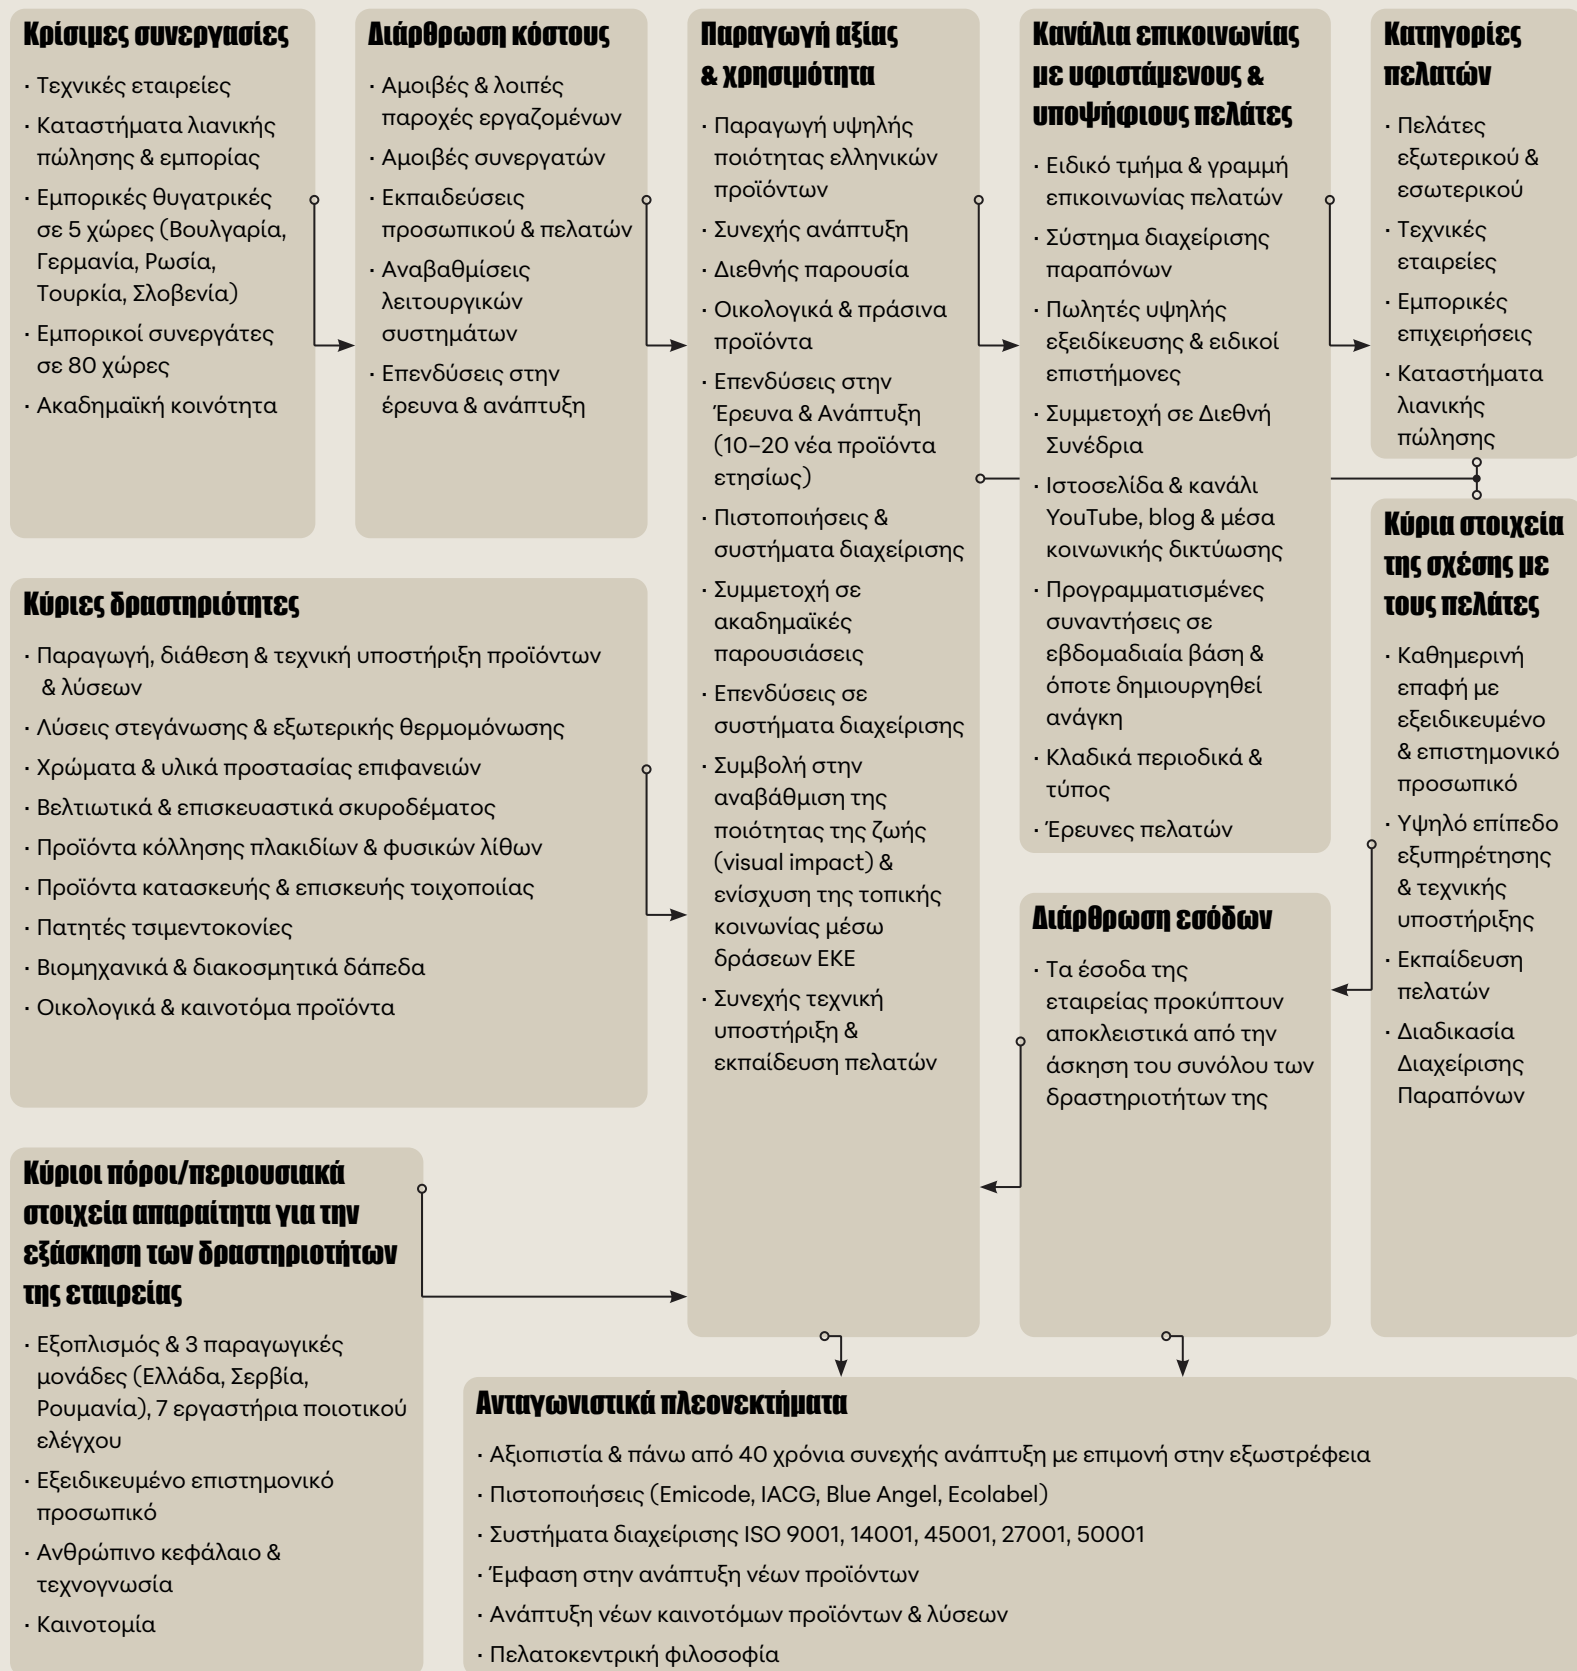 Κρίσιμες συνεργασίες
· Τεχνικές εταιρείες
· Καταστήματα λιανικής
πώλησης & εμπορίας
· Εμπορικές θυγατρικές
σε 5 χώρες (Βουλγαρία,
Γερμανία, Ρωσία,
Τουρκία, Σλοβενία)
· Εμπορικοί συνεργάτες
σε 80 χώρες
· Ακαδημαϊκή κοινότητα
Διάρθρωση κόστους
· Αμοιβές & λοιπές
παροχές εργαζομένων
· Αμοιβές συνεργατών
· Εκπαιδεύσεις
προσωπικού & πελατών
· Αναβαθμίσεις
λειτουργικών
συστημάτων
· Επενδύσεις στην
έρευνα & ανάπτυξη
Παραγωγή αξίας
& χρησιμότητα
· Παραγωγή υψηλής
ποιότητας ελληνικών
προϊόντων
· Συνεχής ανάπτυξη
· Διεθνής παρουσία
· Οικολογικά & πράσινα
προϊόντα
· Επενδύσεις στην
Έρευνα & Ανάπτυξη
(10–20 νέα προϊόντα
ετησίως)
· Πιστοποιήσεις &
συστήματα διαχείρισης
· Συμμετοχή σε
ακαδημαϊκές
παρουσιάσεις
· Επενδύσεις σε
συστήματα διαχείρισης
· Συμβολή στην
αναβάθμιση της
ποιότητας της ζωής
(visual impact) &
ενίσχυση της τοπικής
κοινωνίας μέσω
δράσεων ΕΚΕ
· Συνεχής τεχνική
υποστήριξη &
εκπαίδευση πελατών
Κανάλια επικοινωνίας
με υφιστάμενους &
υποψήφιους πελάτες
· Ειδικό τμήμα & γραμμή
επικοινωνίας πελατών
· Σύστημα διαχείρισης
παραπόνων
· Πωλητές υψηλής
εξειδίκευσης & ειδικοί
επιστήμονες
· Συμμετοχή σε Διεθνή
Συνέδρια
· Ιστοσελίδα & κανάλι
YouTube, blog & μέσα
κοινωνικής δικτύωσης
· Προγραμματισμένες
συναντήσεις σε
εβδομαδιαία βάση &
όποτε δημιουργηθεί
ανάγκη
· Κλαδικά περιοδικά &
τύπος
· Έρευνες πελατών
Κατηγορίες
πελατών
· Πελάτες
εξωτερικού &
εσωτερικού
· Τεχνικές
εταιρείες
· Εμπορικές
επιχειρήσεις
· Καταστήματα
λιανικής
πώλησης
Κύρια στοιχεία
της σχέσης με
τους πελάτες
· Καθημερινή
επαφή με
εξειδικευμένο
& επιστημονικό
προσωπικό
· Υψηλό επίπεδο
εξυπηρέτησης
& τεχνικής
υποστήριξης
· Εκπαίδευση
πελατών
· Διαδικασία
Διαχείρισης
Παραπόνων
Κύριες δραστηριότητες
· Παραγωγή, διάθεση & τεχνική υποστήριξη προϊόντων
& λύσεων
· Λύσεις στεγάνωσης & εξωτερικής θερμομόνωσης
· Χρώματα & υλικά προστασίας επιφανειών
· Βελτιωτικά & επισκευαστικά σκυροδέματος
· Προϊόντα κόλλησης πλακιδίων & φυσικών λίθων
· Προϊόντα κατασκευής & επισκευής τοιχοποιίας
· Πατητές τσιμεντοκονίες
· Βιομηχανικά & διακοσμητικά δάπεδα
· Οικολογικά & καινοτόμα προϊόντα
Διάρθρωση εσόδων
· Τα έσοδα της
εταιρείας προκύπτουν
αποκλειστικά από την
άσκηση του συνόλου των
δραστηριοτήτων της
Κύριοι πόροι/περιουσιακά
στοιχεία απαραίτητα για την
εξάσκηση των δραστηριοτήτων
της εταιρείας
· Εξοπλισμός & 3 παραγωγικές
μονάδες (Ελλάδα, Σερβία,
Ρουμανία), 7 εργαστήρια ποιοτικού
ελέγχου
· Εξειδικευμένο επιστημονικό
προσωπικό
· Ανθρώπινο κεφάλαιο &
τεχνογνωσία
· Καινοτομία
Ανταγωνιστικά πλεονεκτήματα
· Αξιοπιστία & πάνω από 40 χρόνια συνεχής ανάπτυξη με επιμονή στην εξωστρέφεια
· Πιστοποιήσεις (Emicode, IACG, Blue Angel, Ecolabel)
· Συστήματα διαχείρισης ISO 9001, 14001, 45001, 27001, 50001
· Έμφαση στην ανάπτυξη νέων προϊόντων
· Ανάπτυξη νέων καινοτόμων προϊόντων & λύσεων
· Πελατοκεντρική φιλοσοφία